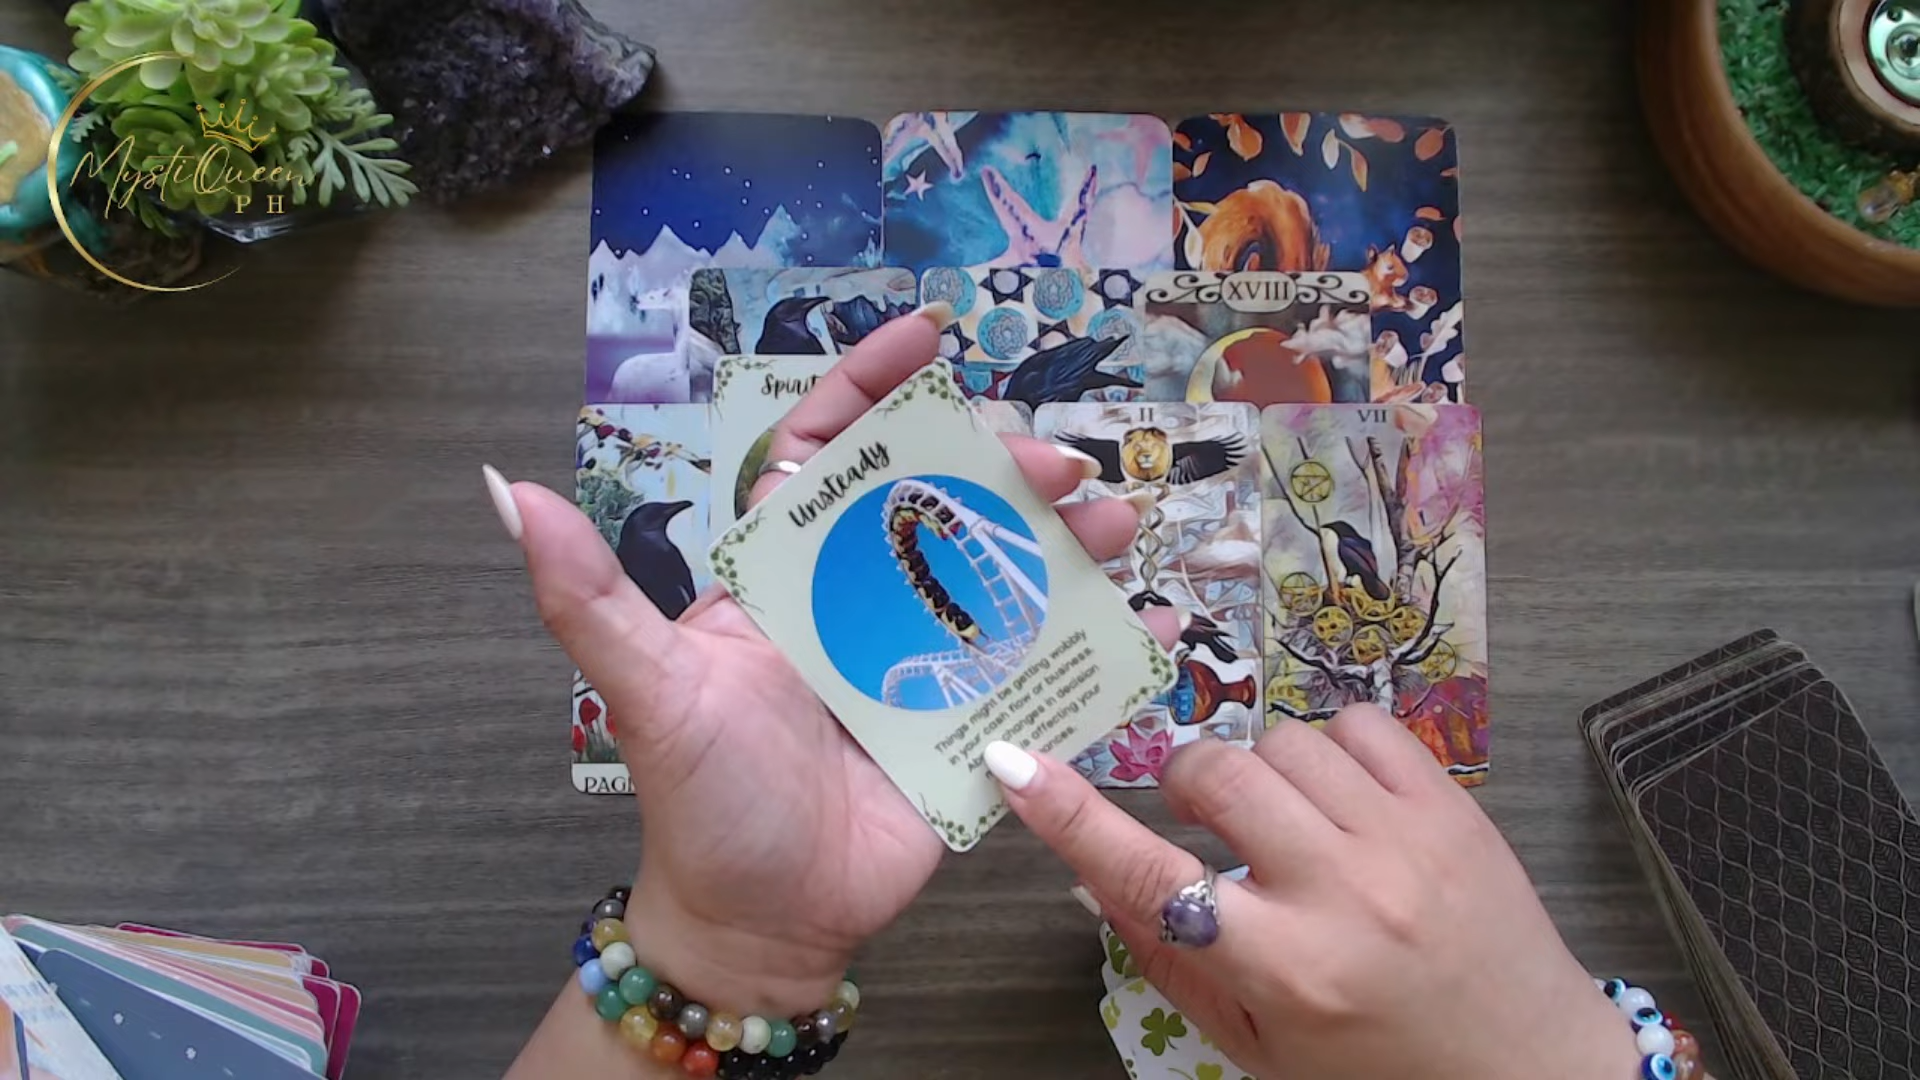 MystiQueen
PH
XVIII
Spirit
II
VII
Unsteady
Things might be getting wobbly
in your cash flow or business.
changes in decision
affecting your
PAG